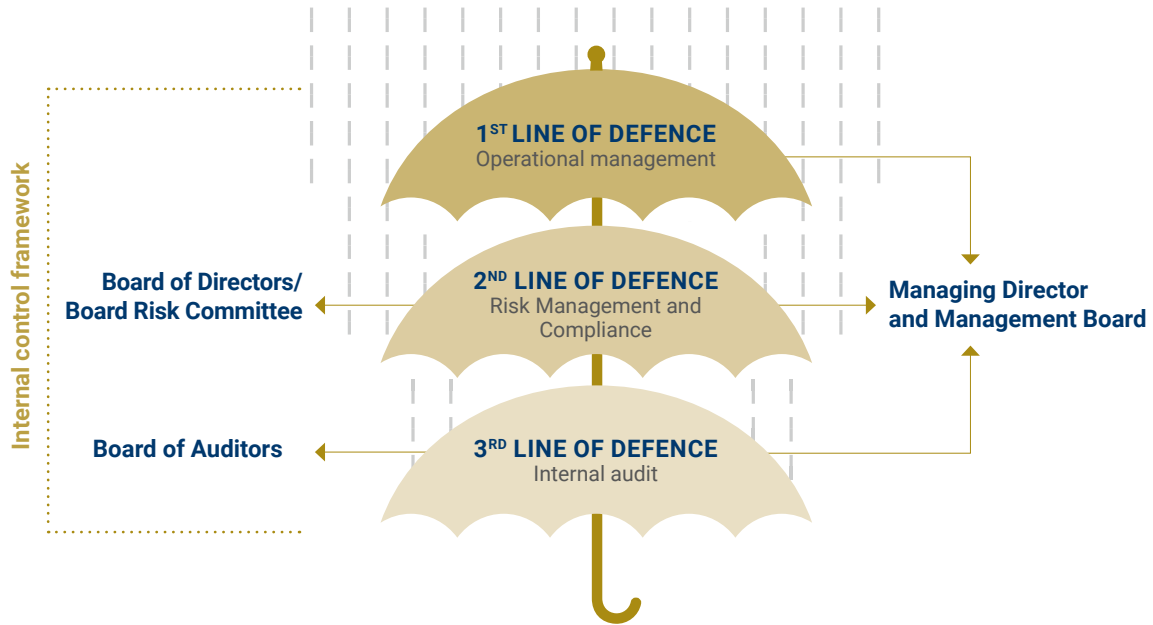 Internal control framework
1ST LINE OF DEFENCE
Operational management
Board of Directors/
Board Risk Committee
2ND LINE OF DEFENCE
Risk Management and
Compliance
Managing Director
and Management Board
Board of Auditors
3RD LINE OF DEFENCE
Internal audit